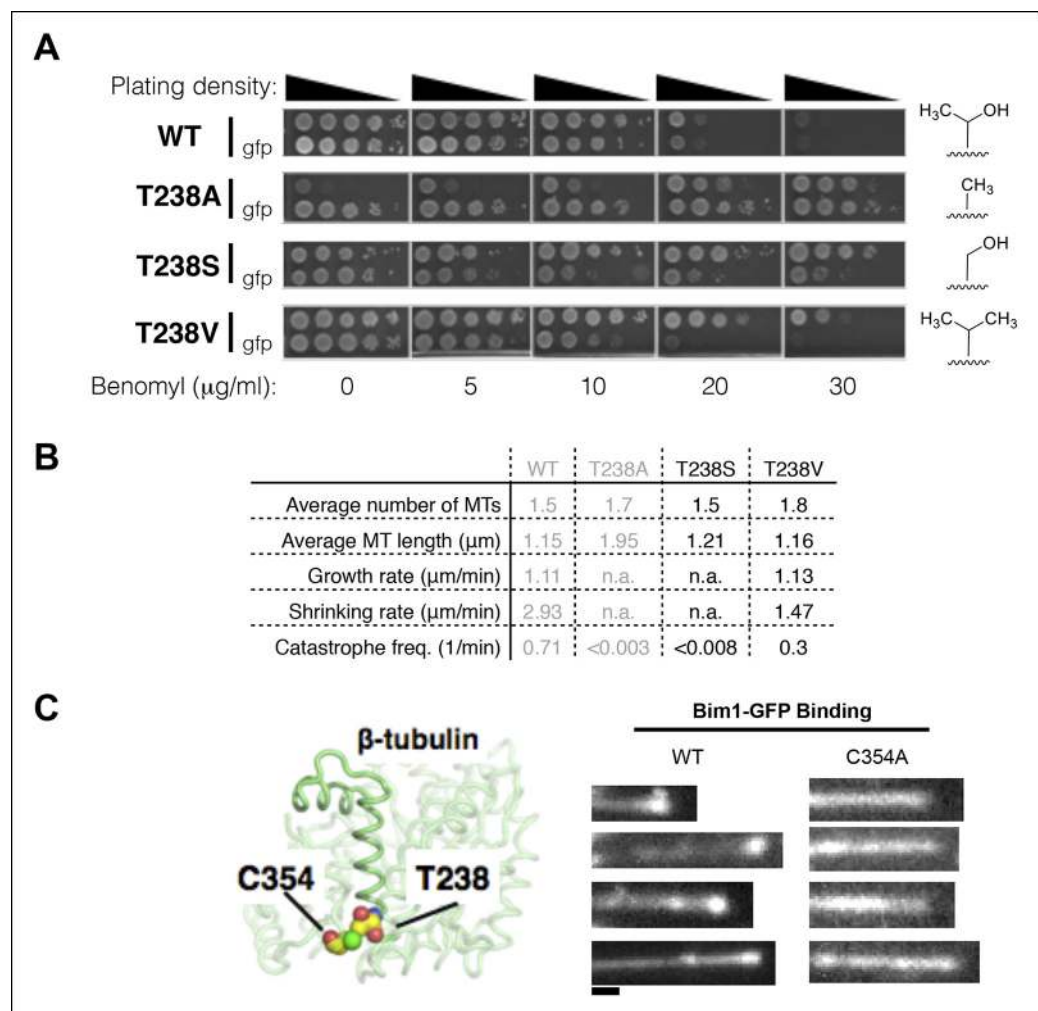 A
Plating density:
WT gfp
T238A gfp
T238S gfp
T238V gfp
H₃C OH
CH₃
OH
H₃C CH₃
Benomyl (μg/ml): 0 5 10 20 30
B
WT T238A T238S T238V
Average number of MTs 1.5 1.7 1.5 1.8
Average MT length (μm) 1.15 1.95 1.21 1.16
Growth rate (μm/min) 1.11 n.a. n.a. 1.13
Shrinking rate (μm/min) 2.93 n.a. n.a. 1.47
Catastrophe freq. (1/min) 0.71 <0.003 <0.008 0.3
C
β-tubulin
C354 T238
Bim1-GFP Binding
WT C354A